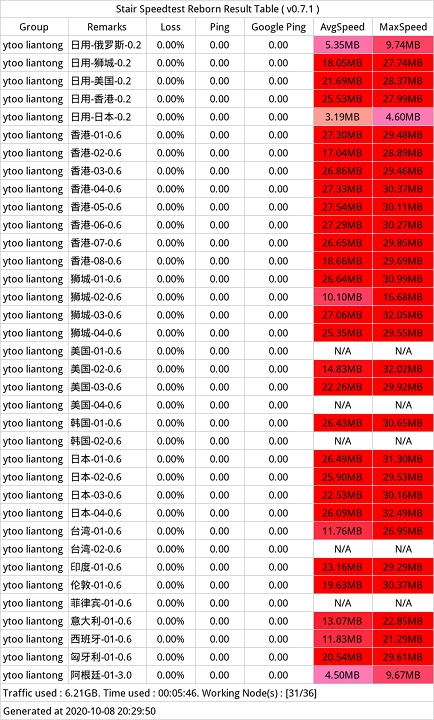 Stair Speedtest Reborn Result Table ( v0.7.1 )
Group Remarks Loss Ping Google Ping AvgSpeed MaxSpeed
ytoo liantong 日用-俄罗斯-0.2 0.00% 0.00 0.00 5.35MB 9.74MB
ytoo liantong 日用-狮城-0.2 0.00% 0.00 0.00 18.05MB 27.74MB
ytoo liantong 日用-美国-0.2 0.00% 0.00 0.00 21.69MB 28.37MB
ytoo liantong 日用-香港-0.2 0.00% 0.00 0.00 25.53MB 27.99MB
ytoo liantong 日用-日本-0.2 0.00% 0.00 0.00 3.19MB 4.60MB
ytoo liantong 香港-01-0.6 0.00% 0.00 0.00 27.30MB 29.48MB
ytoo liantong 香港-02-0.6 0.00% 0.00 0.00 17.04MB 28.89MB
ytoo liantong 香港-03-0.6 0.00% 0.00 0.00 26.86MB 29.46MB
ytoo liantong 香港-04-0.6 0.00% 0.00 0.00 27.33MB 30.37MB
ytoo liantong 香港-05-0.6 0.00% 0.00 0.00 27.54MB 30.11MB
ytoo liantong 香港-06-0.6 0.00% 0.00 0.00 27.29MB 30.27MB
ytoo liantong 香港-07-0.6 0.00% 0.00 0.00 26.65MB 29.85MB
ytoo liantong 香港-08-0.6 0.00% 0.00 0.00 18.66MB 29.69MB
ytoo liantong 狮城-01-0.6 0.00% 0.00 0.00 26.64MB 30.99MB
ytoo liantong 狮城-02-0.6 0.00% 0.00 0.00 10.10MB 16.68MB
ytoo liantong 狮城-03-0.6 0.00% 0.00 0.00 27.06MB 32.05MB
ytoo liantong 狮城-04-0.6 0.00% 0.00 0.00 25.35MB 29.55MB
ytoo liantong 美国-01-0.6 0.00% 0.00 0.00 N/A N/A
ytoo liantong 美国-02-0.6 0.00% 0.00 0.00 14.83MB 32.02MB
ytoo liantong 美国-03-0.6 0.00% 0.00 0.00 22.26MB 29.92MB
ytoo liantong 美国-04-0.6 0.00% 0.00 0.00 N/A N/A
ytoo liantong 韩国-01-0.6 0.00% 0.00 0.00 26.43MB 30.65MB
ytoo liantong 韩国-02-0.6 0.00% 0.00 0.00 N/A N/A
ytoo liantong 日本-01-0.6 0.00% 0.00 0.00 26.49MB 31.30MB
ytoo liantong 日本-02-0.6 0.00% 0.00 0.00 25.90MB 29.53MB
ytoo liantong 日本-03-0.6 0.00% 0.00 0.00 22.53MB 30.16MB
ytoo liantong 日本-04-0.6 0.00% 0.00 0.00 26.09MB 32.49MB
ytoo liantong 台湾-01-0.6 0.00% 0.00 0.00 11.76MB 26.95MB
ytoo liantong 台湾-02-0.6 0.00% 0.00 0.00 N/A N/A
ytoo liantong 印度-01-0.6 0.00% 0.00 0.00 23.16MB 29.29MB
ytoo liantong 伦敦-01-0.6 0.00% 0.00 0.00 19.63MB 30.37MB
ytoo liantong 菲律宾-01-0.6 0.00% 0.00 0.00 N/A N/A
ytoo liantong 意大利-01-0.6 0.00% 0.00 0.00 13.07MB 22.85MB
ytoo liantong 西班牙-01-0.6 0.00% 0.00 0.00 11.83MB 21.29MB
ytoo liantong 匈牙利-01-0.6 0.00% 0.00 0.00 20.54MB 29.61MB
ytoo liantong 阿根廷-01-3.0 0.00% 0.00 0.00 4.50MB 9.67MB
Traffic used : 6.21GB. Time used : 00:05:46. Working Node(s) : [31/36]
Generated at 2020-10-08 20:29:50